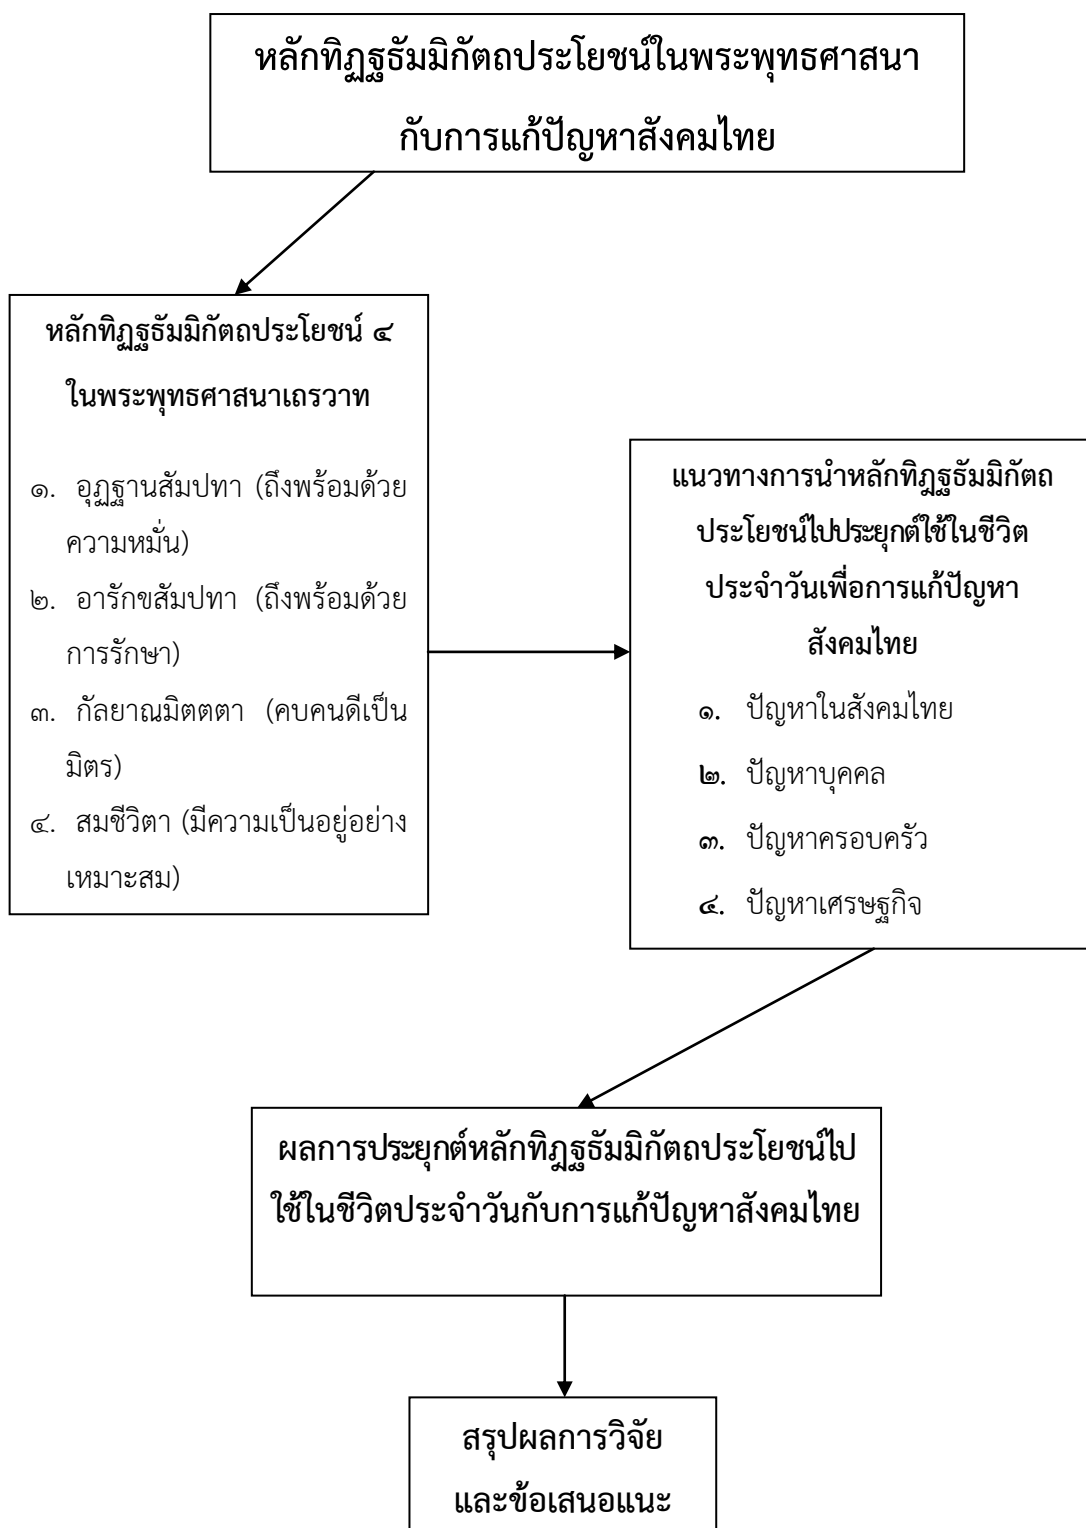 หลักทิฏฐธัมมิกัตถประโยชน์ในพระพุทธศาสนา
กับการแก้ปัญหาสังคมไทย
หลักทิฏฐธัมมิกัตถประโยชน์ ๔
ในพระพุทธศาสนาเถรวาท
๑. อุฏฐานสัมปทา (ถึงพร้อมด้วย
ความหมั่น)
๒. อารักขสัมปทา (ถึงพร้อมด้วย
การรักษา)
๓. กัลยาณมิตตตา (คบคนดีเป็น
มิตร)
๔. สมชีวิตา (มีความเป็นอยู่อย่าง
เหมาะสม)
แนวทางการนำหลักทิฎฐธัมมิกัตถ
ประโยชน์ไปประยุกต์ใช้ในชีวิต
ประจำวันเพื่อการแก้ปัญหา
สังคมไทย
๑. ปัญหาในสังคมไทย
๒. ปัญหาบุคคล
๓. ปัญหาครอบครัว
๔. ปัญหาเศรษฐกิจ
ผลการประยุกต์หลักทิฎฐธัมมิกัตถประโยชน์ไป
ใช้ในชีวิตประจำวันกับการแก้ปัญหาสังคมไทย
สรุปผลการวิจัย
และข้อเสนอแนะ